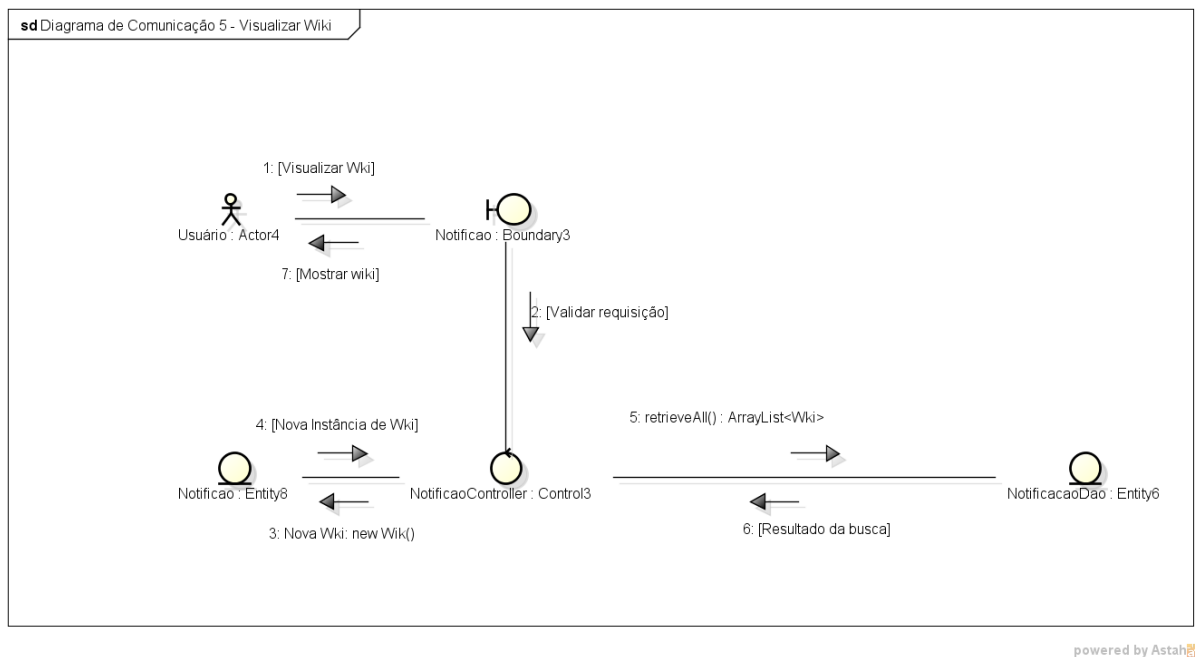 sd Diagrama de Comunicação 5 - Visualizar Wiki
1: [Visualizar Wki]
Usuário : Actor4
Notificao : Boundary3
7: [Mostrar wiki]
2: [Validar requisição]
4: [Nova Instância de Wki]
5: retrieveAll() : ArrayList<Wki>
Notificao : Entity8
NotificaoController : Control3
NotificacaoDao : Entity6
3: Nova Wki: new Wik()
6: [Resultado da busca]
powered by Astah